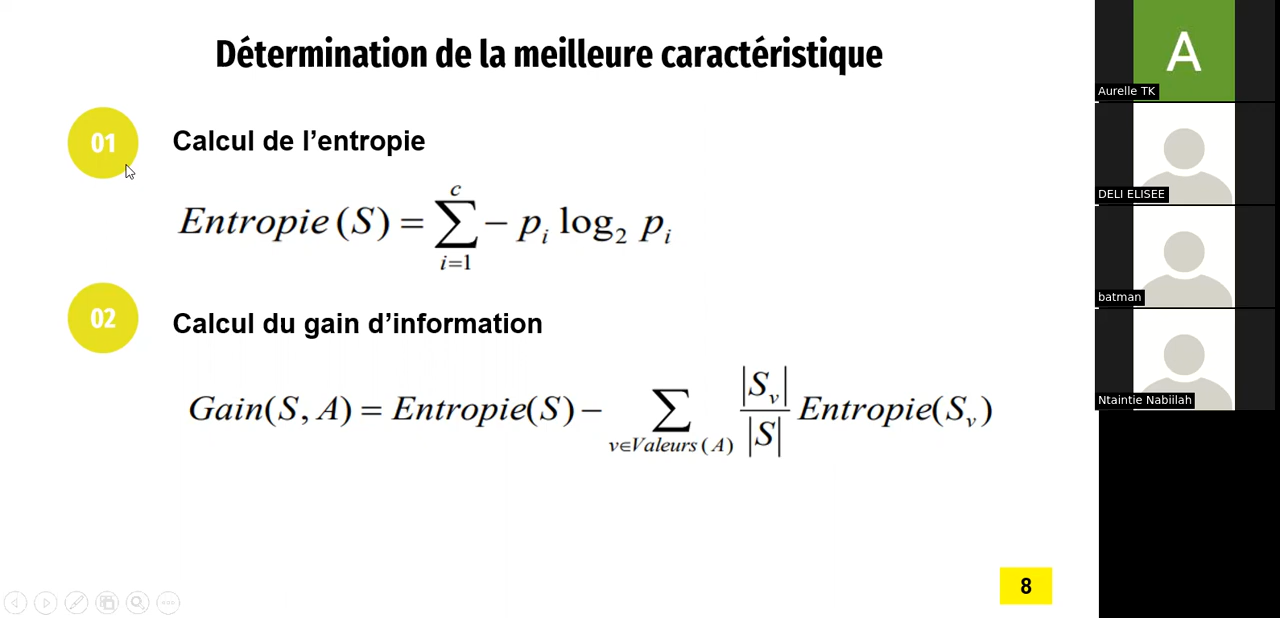 Détermination de la meilleure caractéristique
01
Calcul de l’entropie
Entropie (S) = ∑_{i=1}^{c} − p_i log_2 p_i
02
Calcul du gain d’information
Gain(S, A) = Entropie(S) − ∑_{v∈Valeurs (A)} |S_v| / |S| Entropie(S_v)
8
A
Aurelle TK
DELI ELISEE
batman
Ntaintie Nabiilah